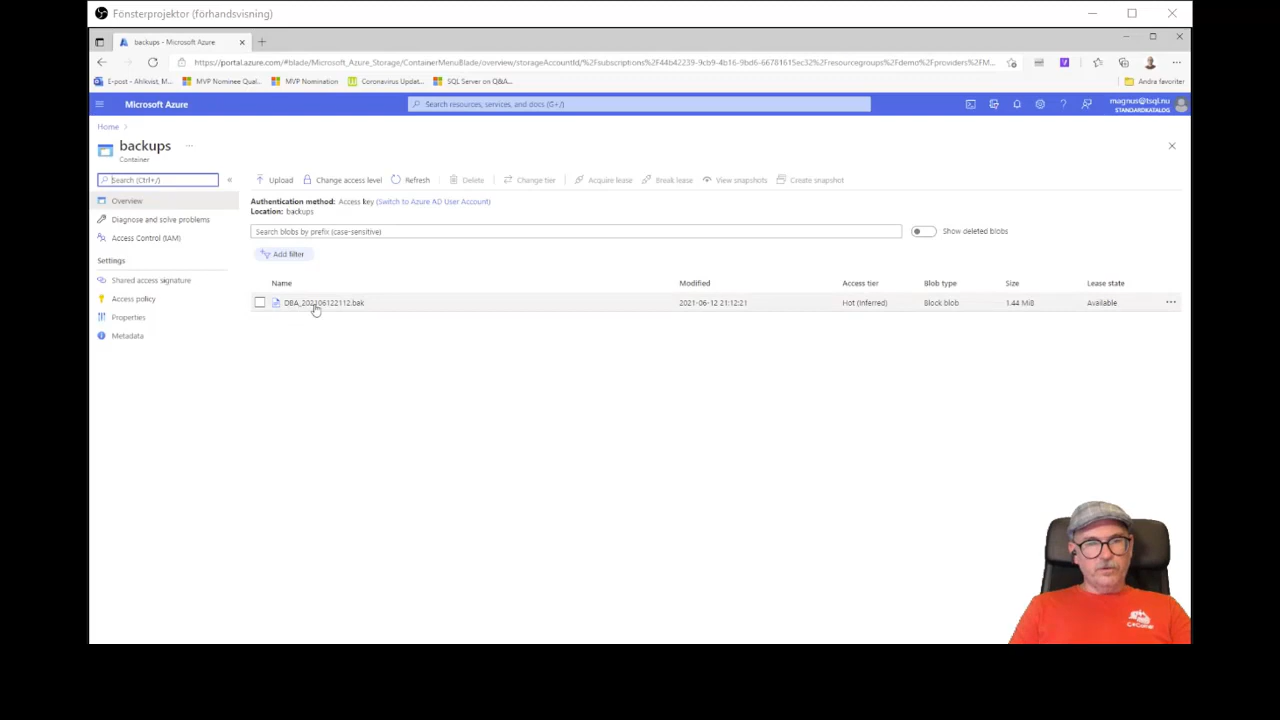 Fönsterprojektor (förhandsvisning)
backups - Microsoft Azure
https://portal.azure.com/#blade/Microsoft_Azure_Storage/ContainerMenuBlade/overview/storageAccountId/%2Fsubscriptions%2F44b42239-9cb9-4b16-9bd6-66781615ec32%2Fresourcegroups%2Fdemo%2Fproviders%2FM...
E-post - Ahlkvist, M... MVP Nominee Qual... MVP Nomination Coronavirus Updat... SQL Server on Q&A... Andra favoriter
Microsoft Azure Search resources, services, and docs (G+/) magnus@tsql.nu
STANDARDKATALOG
Home >
backups ...
Container
Search (Ctrl+/) « Upload Change access level Refresh Delete Change tier Acquire lease Break lease View snapshots Create snapshot
Overview
Diagnose and solve problems
Access Control (IAM)
Settings
Shared access signature
Access policy
Properties
Metadata
Authentication method: Access key (Switch to Azure AD User Account)
Location: backups
Search blobs by prefix (case-sensitive) Show deleted blobs
Add filter
Name Modified Access tier Blob type Size Lease state
DBA_202106122112.bak 2021-06-12 21:12:21 Hot (Inferred) Block blob 1.44 MiB Available ...